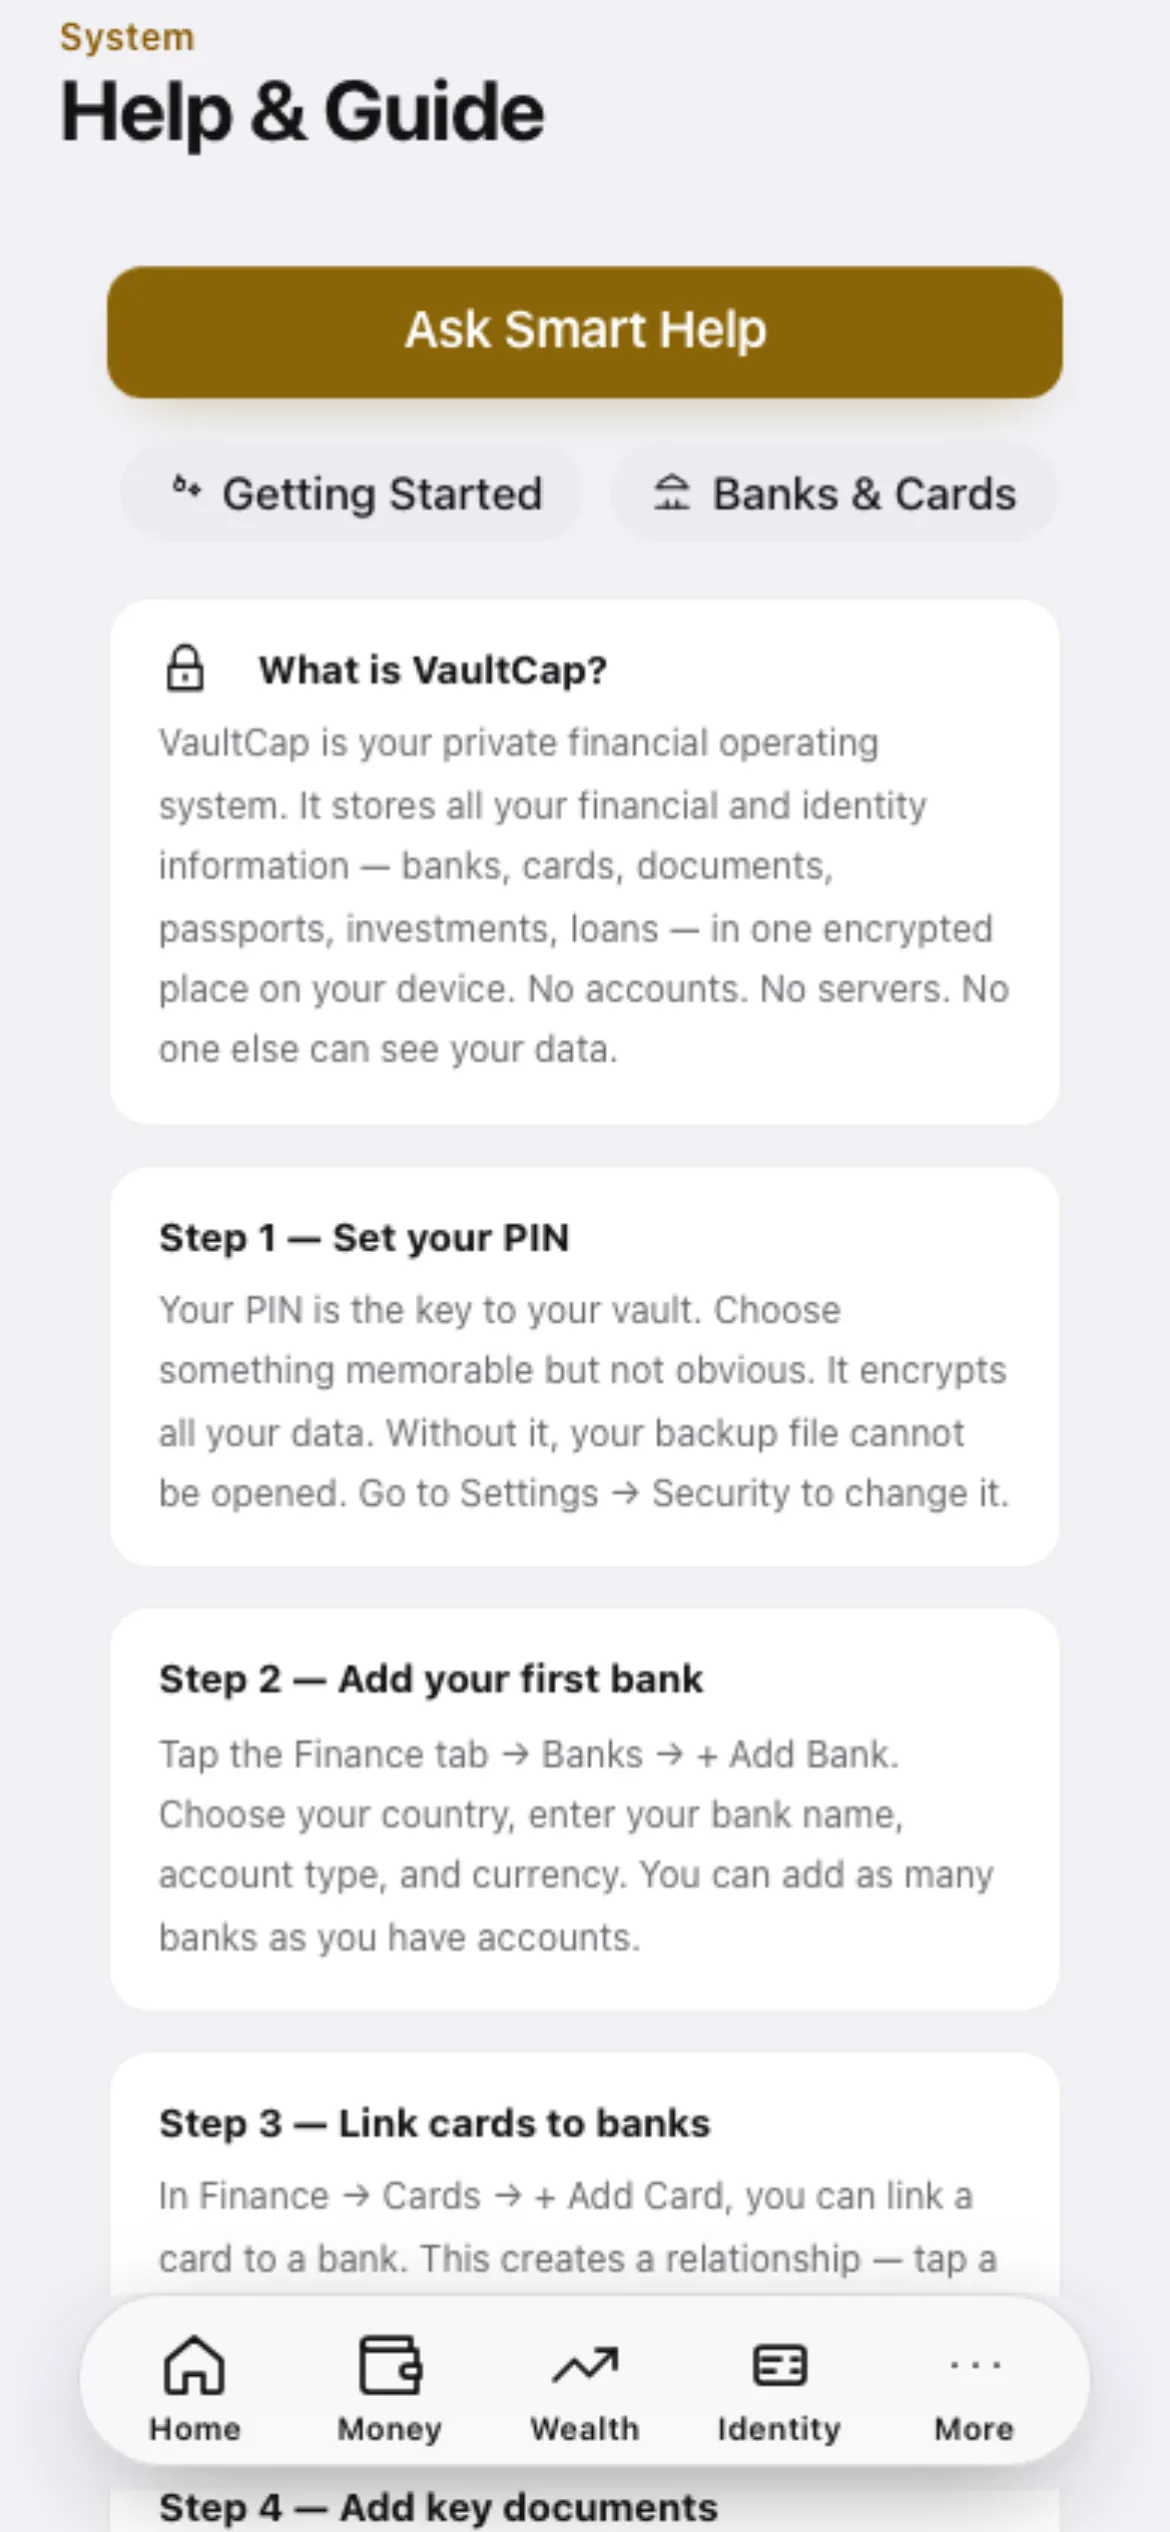 System
Help & Guide
Ask Smart Help
Getting Started
Banks & Cards
What is VaultCap?
VaultCap is your private financial operating
system. It stores all your financial and identity
information — banks, cards, documents,
passports, investments, loans — in one encrypted
place on your device. No accounts. No servers. No
one else can see your data.
Step 1 — Set your PIN
Your PIN is the key to your vault. Choose
something memorable but not obvious. It encrypts
all your data. Without it, your backup file cannot
be opened. Go to Settings → Security to change it.
Step 2 — Add your first bank
Tap the Finance tab → Banks → + Add Bank.
Choose your country, enter your bank name,
account type, and currency. You can add as many
banks as you have accounts.
Step 3 — Link cards to banks
In Finance → Cards → + Add Card, you can link a
card to a bank. This creates a relationship — tap a
Home
Money
Wealth
Identity
More
Step 4 — Add key documents